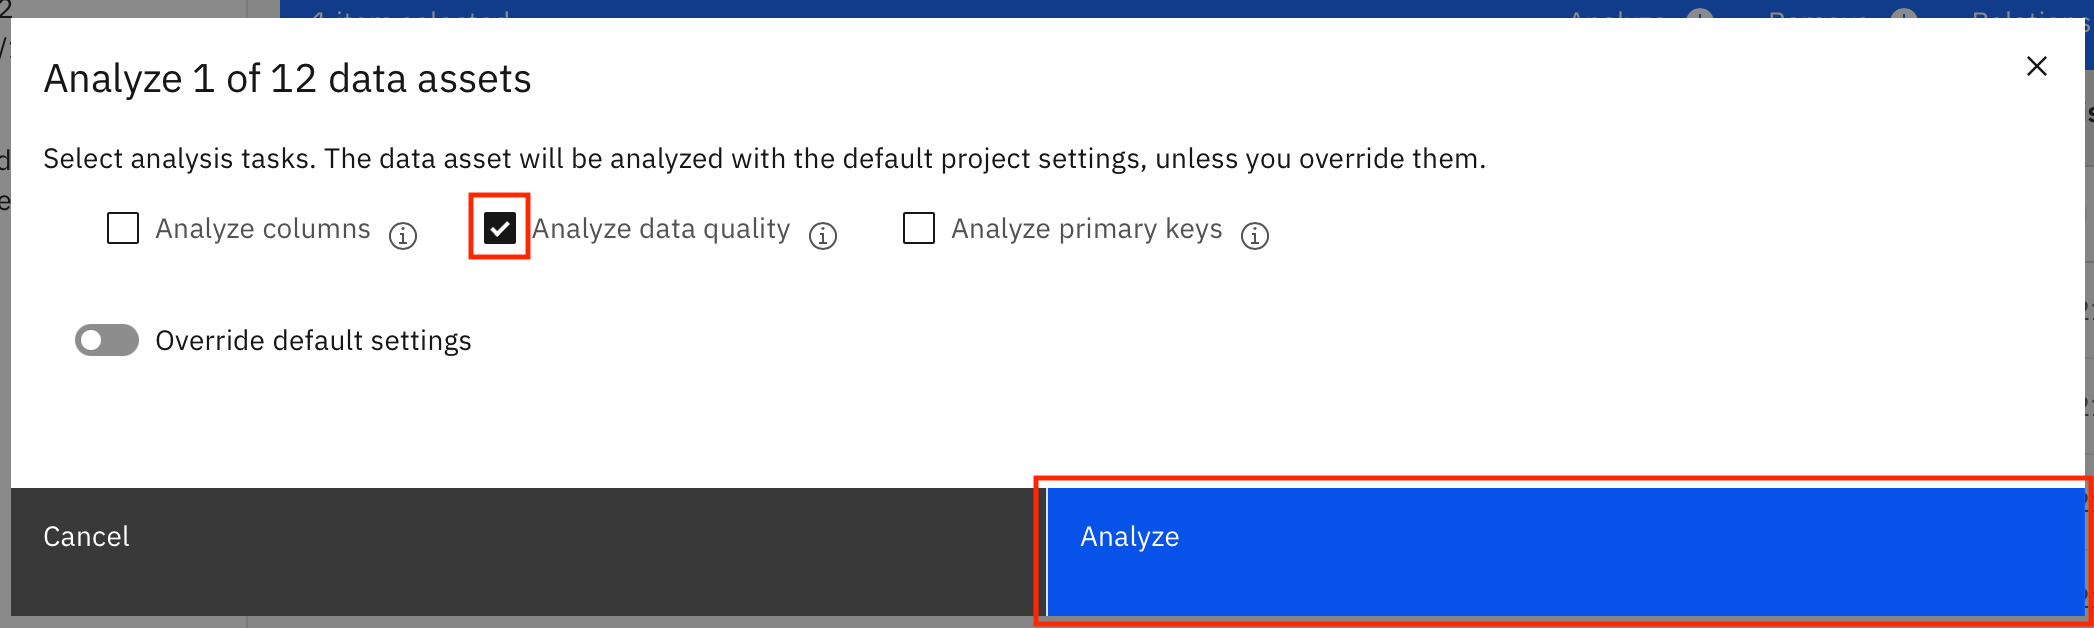 Analyze 1 of 12 data assets
Select analysis tasks. The data asset will be analyzed with the default project settings, unless you override them.
Analyze columns
Analyze data quality
Analyze primary keys
Override default settings
Cancel
Analyze